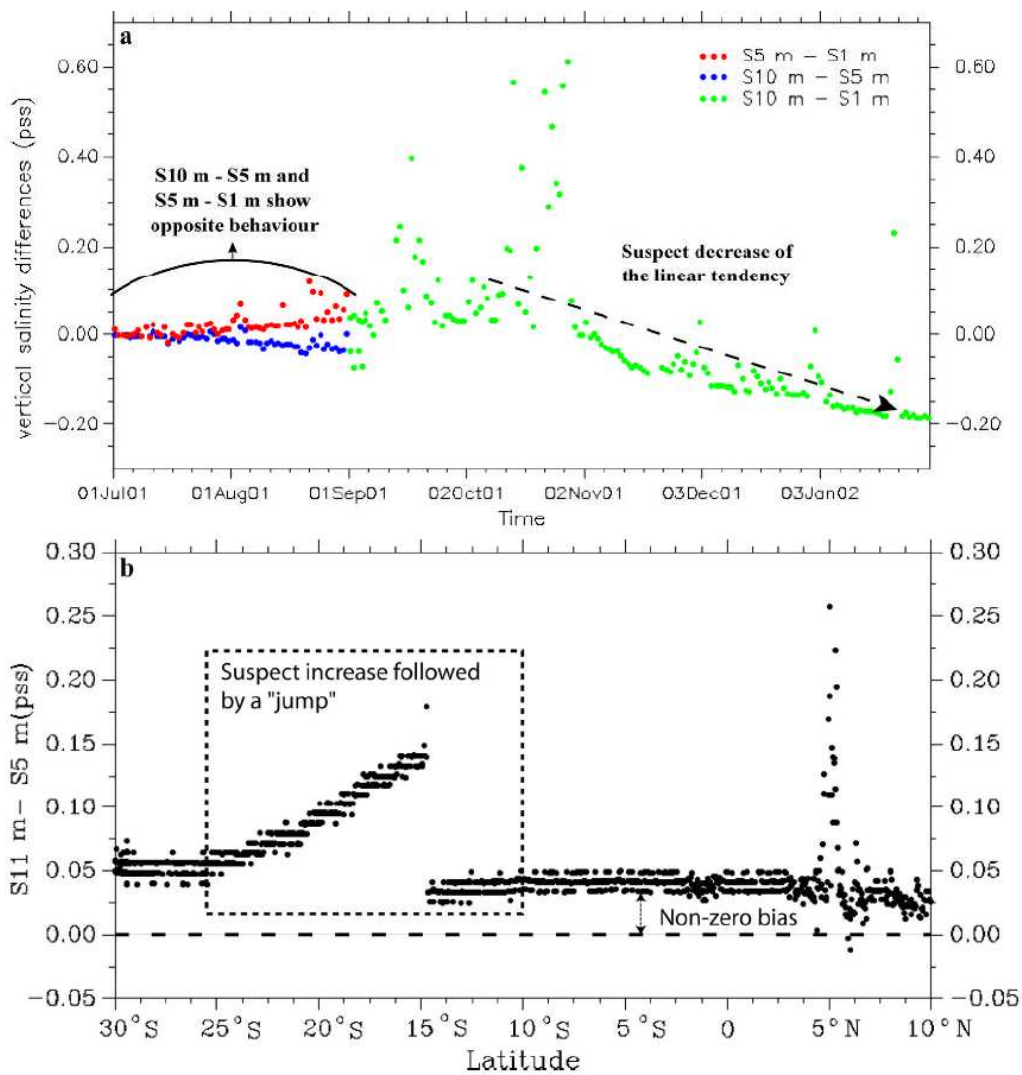 a
0.60
0.40
0.20
0.00
-0.20
0.60
0.40
0.20
0.00
-0.20
vertical salinity differences (pss)
S5 m - S1 m
S10 m - S5 m
S10 m - S1 m
S10 m - S5 m and
S5 m - S1 m show
opposite behaviour
Suspect decrease of
the linear tendency
01Jul01 01Aug01 01Sep01 02Oct01 02Nov01 03Dec01 03Jan02
Time
b
0.30
0.25
0.20
0.15
0.10
0.05
0.00
-0.05
0.30
0.25
0.20
0.15
0.10
0.05
0.00
-0.05
S11 m- S5 m(pss)
Suspect increase followed
by a "jump"
Non-zero bias
30°S 25°S 20°S 15°S 10°S 5°S 0 5°N 10°N
Latitude